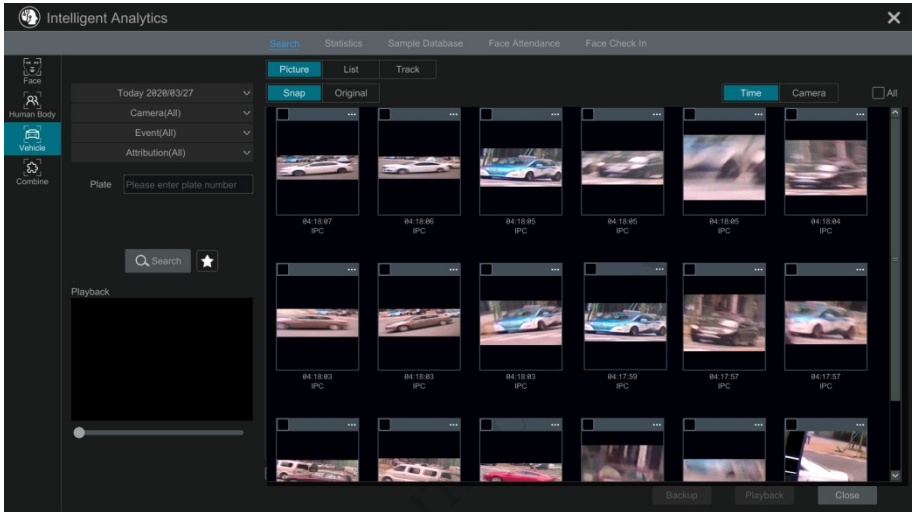 Intelligent Analytics
Search Statistics Sample Database Face Attendance Face Check In
Face
Human Body
Vehicle
Combine
Today 2020/03/27
Camera(All)
Event(All)
Attribution(All)
Plate Please enter plate number
Search
Playback
Picture List Track
Snap Original Time Camera All
04:18:07 04:18:06 04:18:05 04:18:05 04:18:05 04:18:04
IPC IPC IPC IPC IPC IPC
04:18:03 04:18:03 04:18:03 04:17:59 04:17:57 04:17:57
IPC IPC IPC IPC IPC IPC
Backup Playback Close